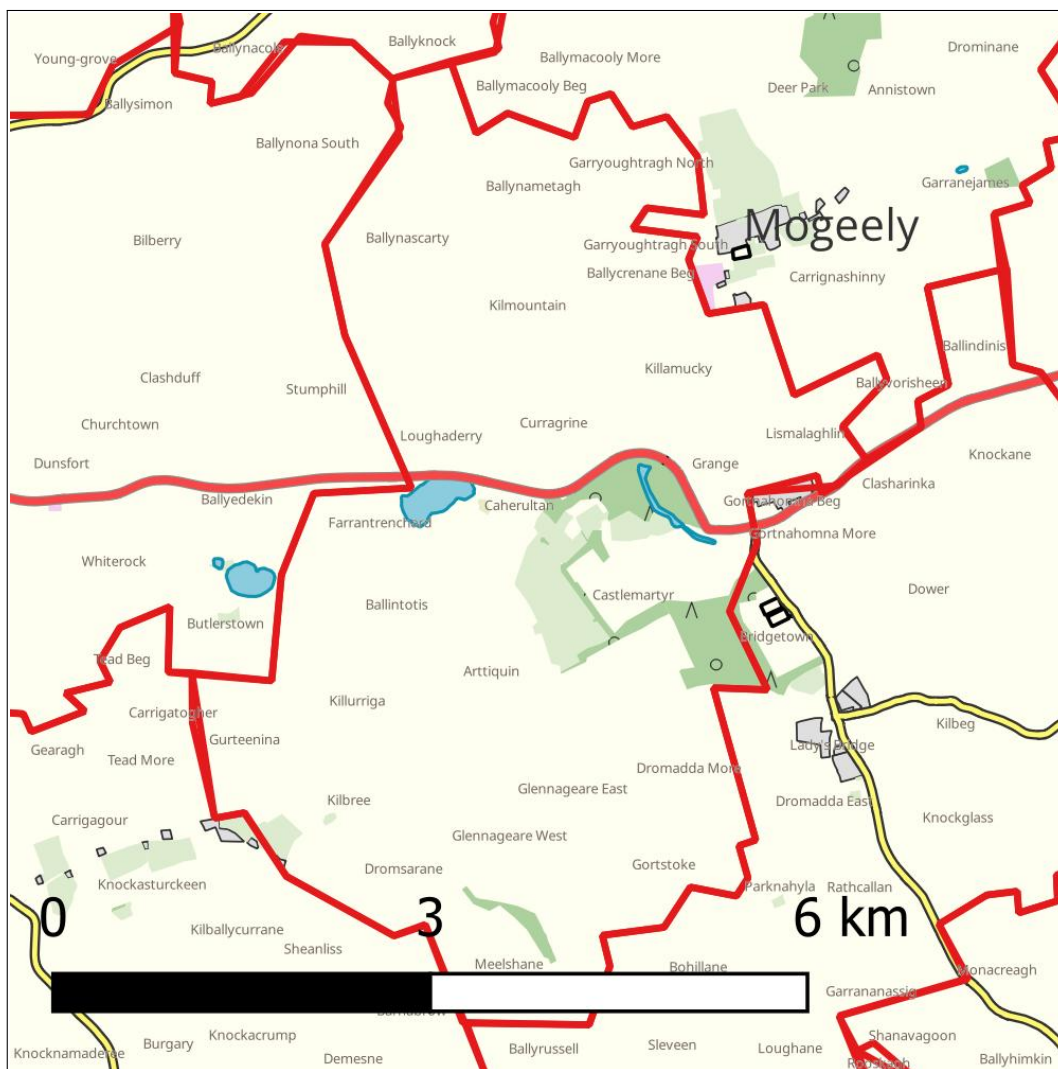 Ballyknock
Young-grove
Ballynacole
Ballymacooly More
Drominane
Ballymacooly Beg
Deer Park
Annistown
Ballysimon
Ballynona South
Garryoughtragh North
Ballynametagh
Garranejames
Mogeely
Bilberry
Ballynascarty
Garryoughtragh South
Ballycrenane Beg
Carrignashinny
Kilmountain
Ballindinis
Killamucky
Clashduff
Stumphill
Ballyvorisheen
Churchtown
Curragrine
Loughaderry
Lismalaghlin
Dunsfort
Grange
Knockane
Clasharinka
Ballyedekin
Caherultan
Farrantrenchard
Gortnahomna More
Whiterock
Dower
Castlemartyr
Ballintotis
Butlerstown
Bridgetown
Tead Beg
Arttiquin
Killurriga
Carrigatogher
Kilbeg
Gurteenina
Gearagh
Tead More
Lady's Bridge
Dromadda More
Glennageare East
Kilbree
Dromadda East
Carrigagour
Knockglass
Glennageare West
Dromsarane
Gortstoke
Knockasturckeen
Parknahyla
Rathcallan
0
3
6 km
Kilballycurrane
Sheanliss
Meelshane
Bohillane
Monacreagh
Garrananassig
Knockacrump
Shanavagoon
Burgary
Knocknamaderee
Demesne
Ballyrussell
Sleveen
Loughane
Ballyhimkin